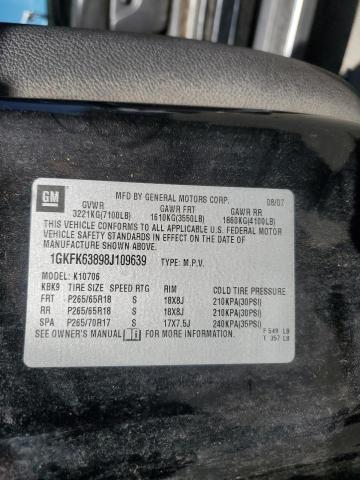 GM
MFD BY GENERAL MOTORS CORP. 08/07
GVWR GAWR FRT GAWR RR
3221KG(7100LB) 1610KG(3550LB) 1860KG(4100LB)
THIS VEHICLE CONFORMS TO ALL APPLICABLE U.S. FEDERAL MOTOR
VEHICLE SAFETY STANDARDS IN EFFECT ON THE DATE OF
MANUFACTURE SHOWN ABOVE.
1GKFK63898J109639 TYPE: M.P.V.
MODEL: K10706
KBK9 TIRE SIZE SPEED RTG RIM COLD TIRE PRESSURE
FRT P265/65R18 S 18X8J 210KPA(30PSI)
RR P265/65R18 S 18X8J 210KPA(30PSI)
SPA P265/70R17 S 17X7.5J 240KPA(35PSI)
SEE OWNER'S MANUAL FOR MORE INFORMATION. F 549 LB
T 357 LB